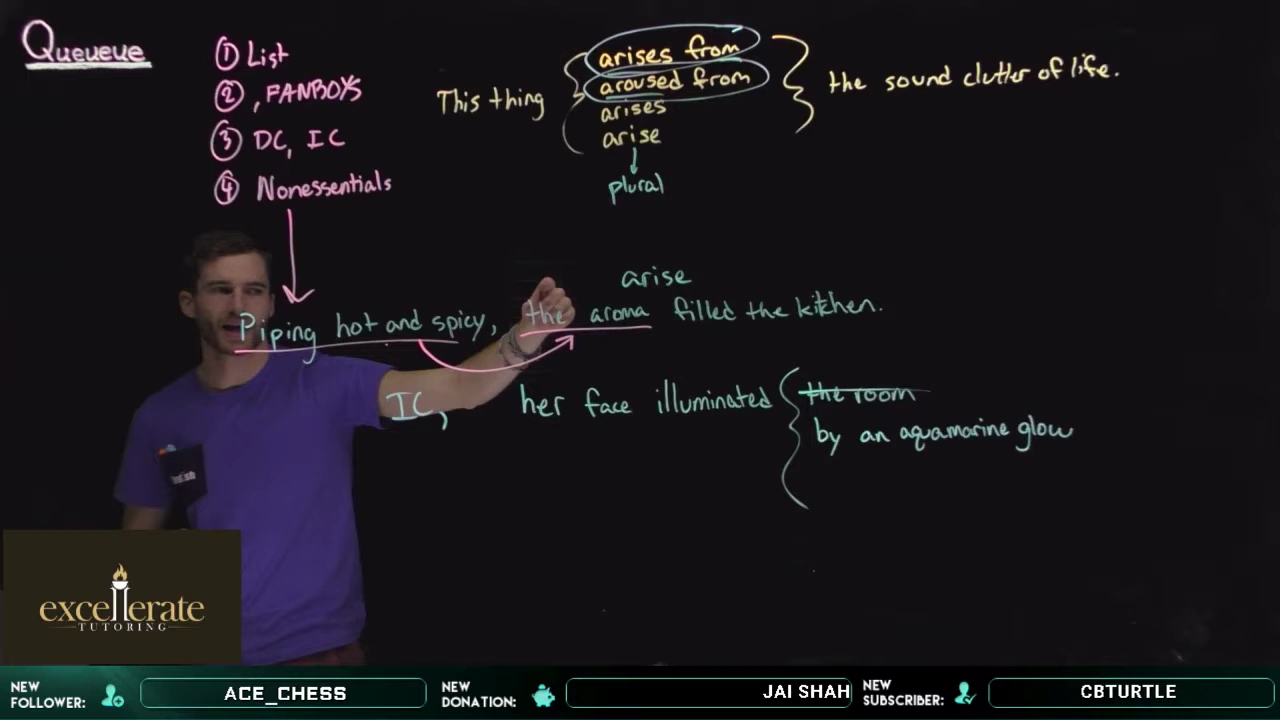 Queueue
① List
② , FANBOYS
③ DC, IC
④ Nonessentials
This thing
arises from
aroused from
arises
arise
plural
the sound clutter of life.
arise
Piping hot and spicy, the aroma filled the kitchen.
IC, her face illuminated
the room
by an aquamarine glow
excellerate
TUTORING
NEW FOLLOWER: ACE_CHESS
NEW DONATION: JAI SHAH
NEW SUBSCRIBER: CBTURTLE